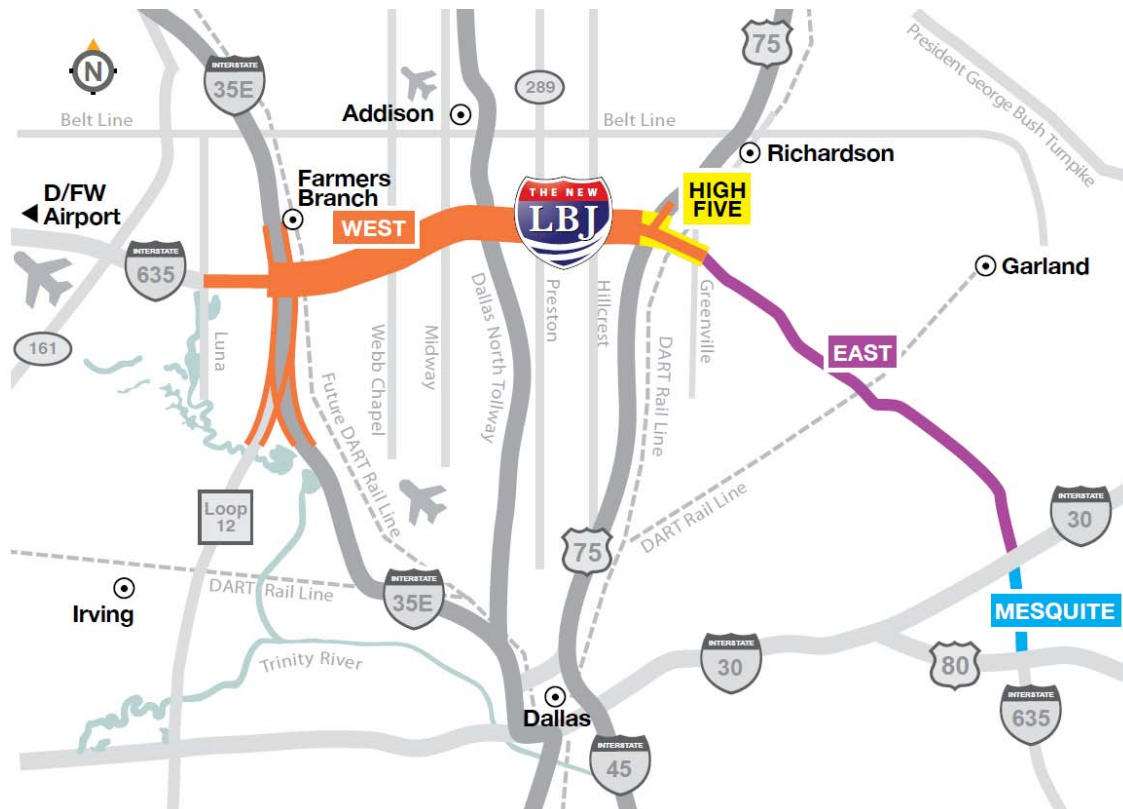 N
INTERSTATE
35E
75
President George Bush Turnpike
289
Addison
Belt Line
Belt Line
Richardson
D/FW
Airport
Farmers
Branch
THE NEW
LBJ
HIGH
FIVE
WEST
INTERSTATE
635
Garland
161
Luna
Webb Chapel
Midway
Dallas North Tollway
Preston
Hillcrest
DART Rail Line
Greenville
EAST
Future DART Rail Line
Loop
12
DART Rail Line
INTERSTATE
30
75
DART Rail Line
INTERSTATE
35E
Irving
MESQUITE
Trinity River
INTERSTATE
30
80
Dallas
INTERSTATE
635
INTERSTATE
45